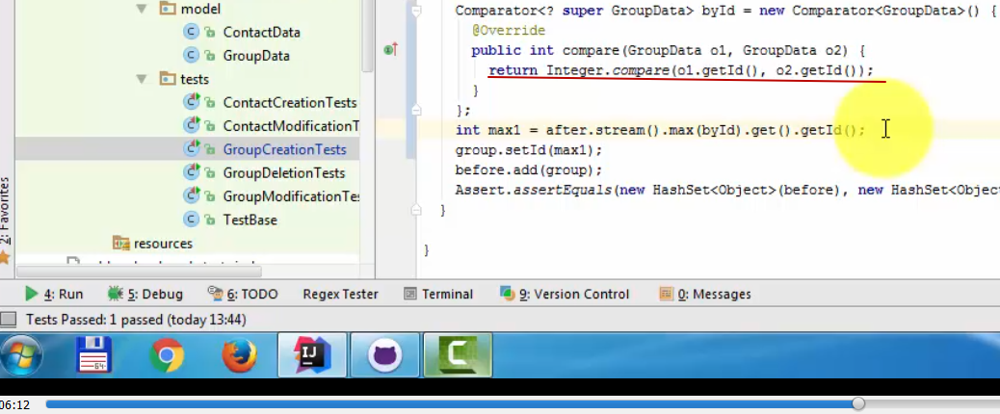 model
ContactData
GroupData
tests
ContactCreationTests
ContactModificationT
GroupCreationTests
GroupDeletionTests
GroupModificationTes
TestBase
resources
2: Favorites
Comparator<? super GroupData> byId = new Comparator<GroupData>() {
@Override
public int compare(GroupData o1, GroupData o2) {
return Integer.compare(o1.getId(), o2.getId());
}
};
int max1 = after.stream().max(byId).get().getId();
group.setId(max1);
before.add(group);
Assert.assertEquals(new HashSet<Object>(before), new HashSet<Object
}
}
4: Run 5: Debug 6: TODO Regex Tester Terminal 9: Version Control 0: Messages
Tests Passed: 1 passed (today 13:44)
64
IJ
C
06:12